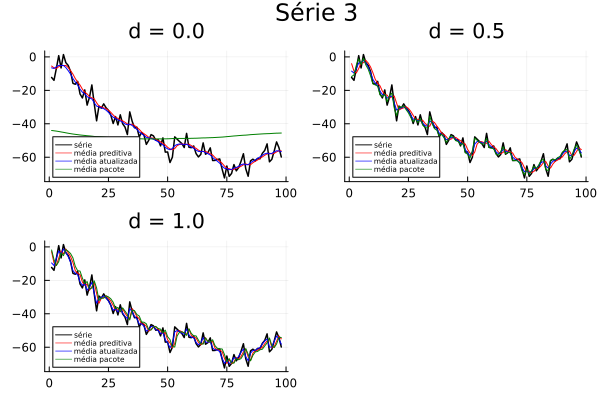 Série 3
d = 0.0
0
−20
−40
−60
série
média preditiva
média atualizada
média pacote
0 25 50 75 100
d = 0.5
0
−20
−40
−60
série
média preditiva
média atualizada
média pacote
0 25 50 75 100
d = 1.0
0
−20
−40
−60
série
média preditiva
média atualizada
média pacote
0 25 50 75 100